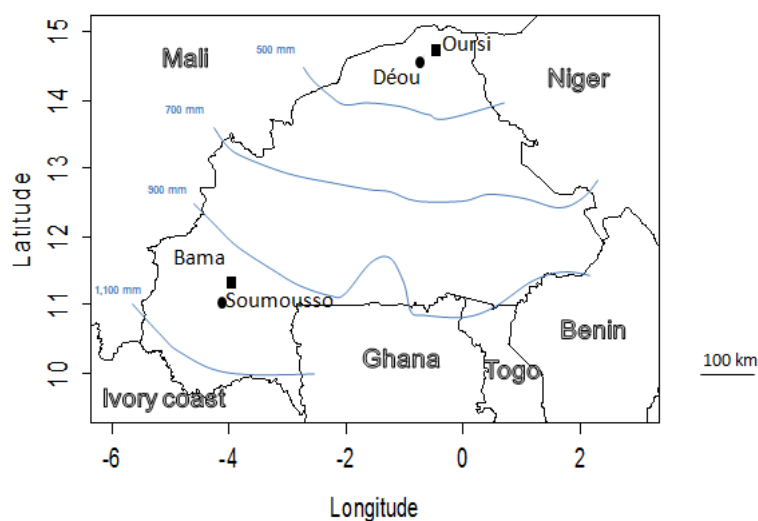 15
14
13
12
11
10
Latitude
Mali
500 mm
Oursi
Déou
Niger
700 mm
900 mm
Bama
1,100 mm
Soumousso
Ghana
Benin
Togo
Ivory coast
100 km
-6
-4
-2
0
2
Longitude